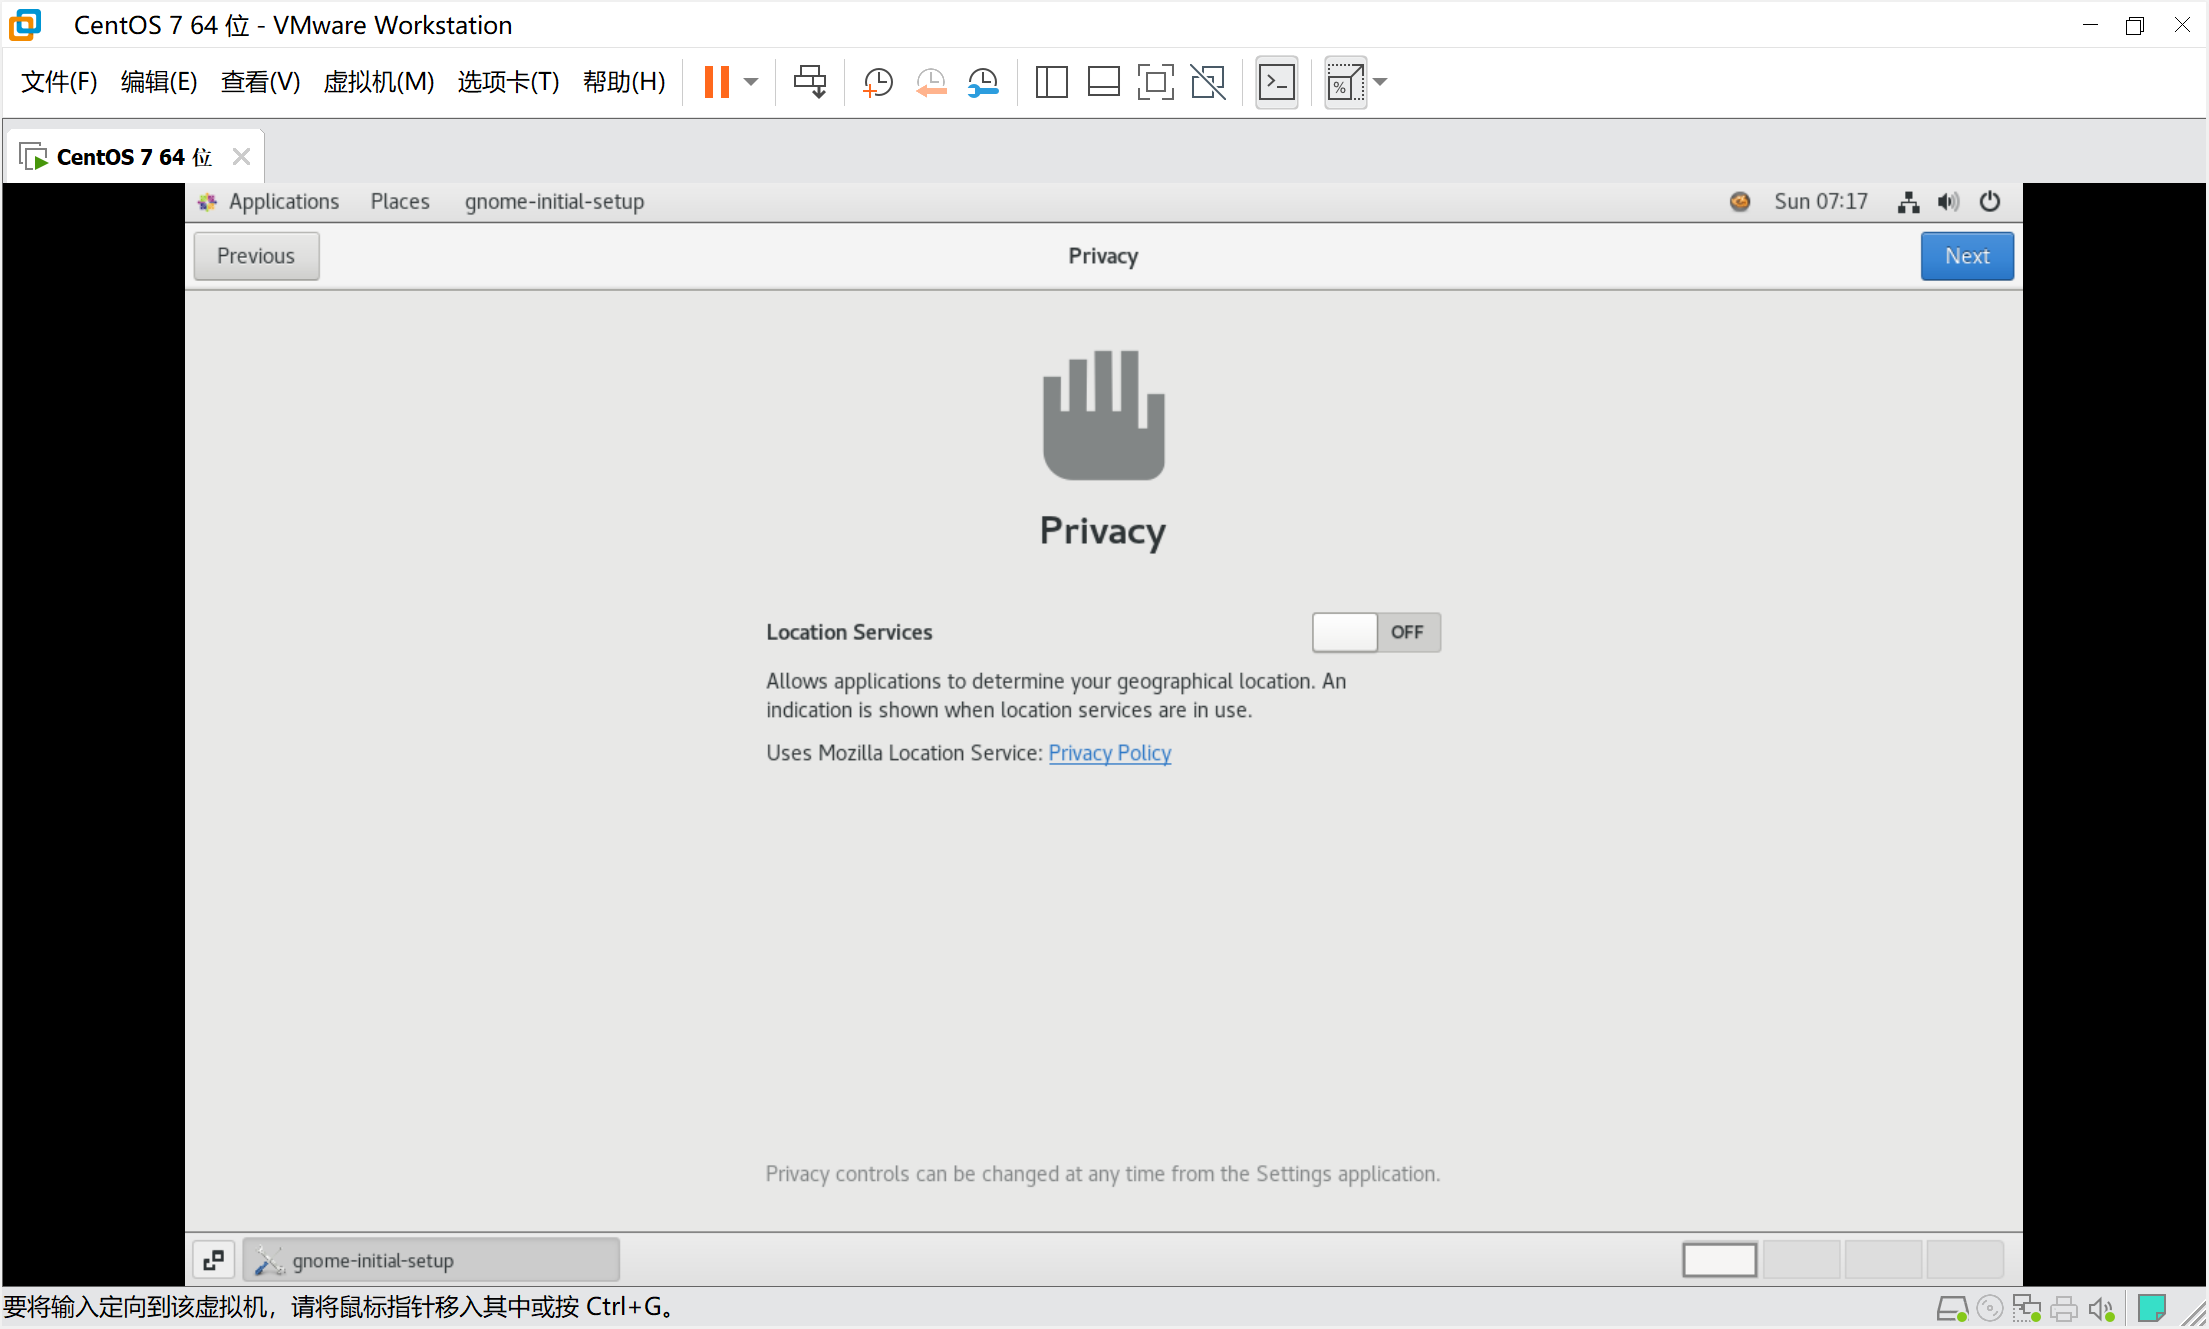 CentOS 7 64 位 - VMware Workstation
文件(F) 编辑(E) 查看(V) 虚拟机(M) 选项卡(T) 帮助(H)
CentOS 7 64 位
Applications Places gnome-initial-setup Sun 07:17
Previous Privacy Next
Privacy
Location Services OFF
Allows applications to determine your geographical location. An
indication is shown when location services are in use.
Uses Mozilla Location Service: Privacy Policy
Privacy controls can be changed at any time from the Settings application.
gnome-initial-setup
要将输入定向到该虚拟机，请将鼠标指针移入其中或按 Ctrl+G。